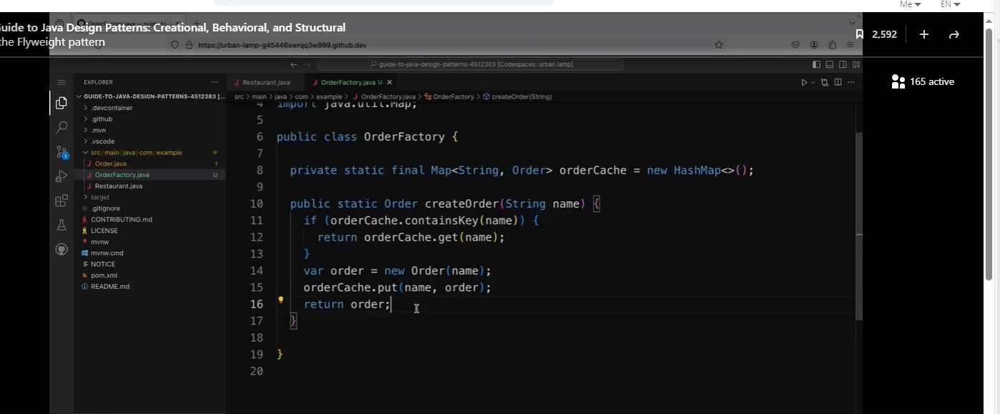 Me EN
uide to Java Design Patterns: Creational, Behavioral, and Structural
the Flyweight pattern
2,592
165 active
https://urban-lamp-g45446xwrqq3w999.github.dev
guide-to-java-design-patterns-4512383 [Codespaces: urban lamp]
EXPLORER
GUIDE-TO-JAVA-DESIGN-PATTERNS-4512383 [...
.devcontainer
.github
.mvn
.vscode
src/main/java/com/example
Order.java 1
OrderFactory.java U
Restaurant.java
target
.gitignore
CONTRIBUTING.md
LICENSE
mvnw
mvnw.cmd
NOTICE
pom.xml
README.md
1
Restaurant.java OrderFactory.java U
src > main > java > com > example > OrderFactory.java > OrderFactory > createOrder(String)
4 import java.util.Map;
5
6 public class OrderFactory {
7
8 private static final Map<String, Order> orderCache = new HashMap<>();
9
10 public static Order createOrder(String name) {
11 if (orderCache.containsKey(name)) {
12 return orderCache.get(name);
13 }
14 var order = new Order(name);
15 orderCache.put(name, order);
16 return order;
17 }
18
19 }
20